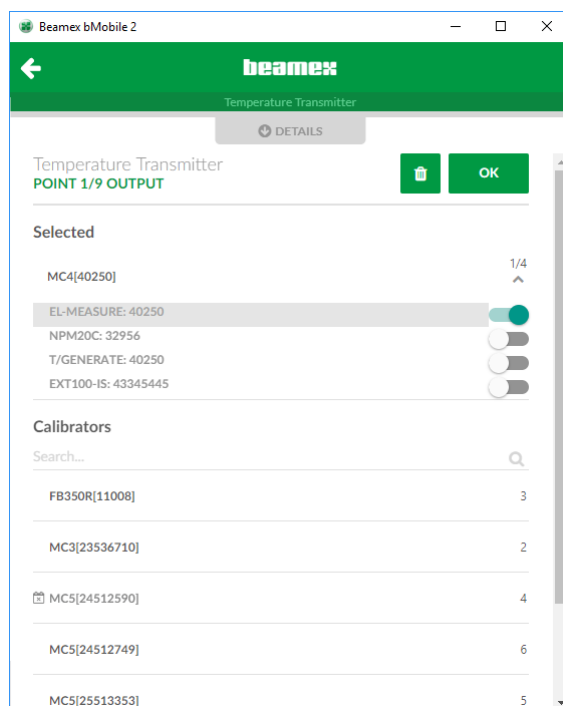 Beamex bMobile 2
beamex
Temperature Transmitter
DETAILS
Temperature Transmitter
POINT 1/9 OUTPUT
OK
Selected
1/4
MC4[40250]
EL-MEASURE: 40250
NPM20C: 32956
T/GENERATE: 40250
EXT100-IS: 43345445
Calibrators
Search...
FB350R[11008] 3
MC3[23536710] 2
MC5[24512590] 4
MC5[24512749] 6
MC5[25513353] 5